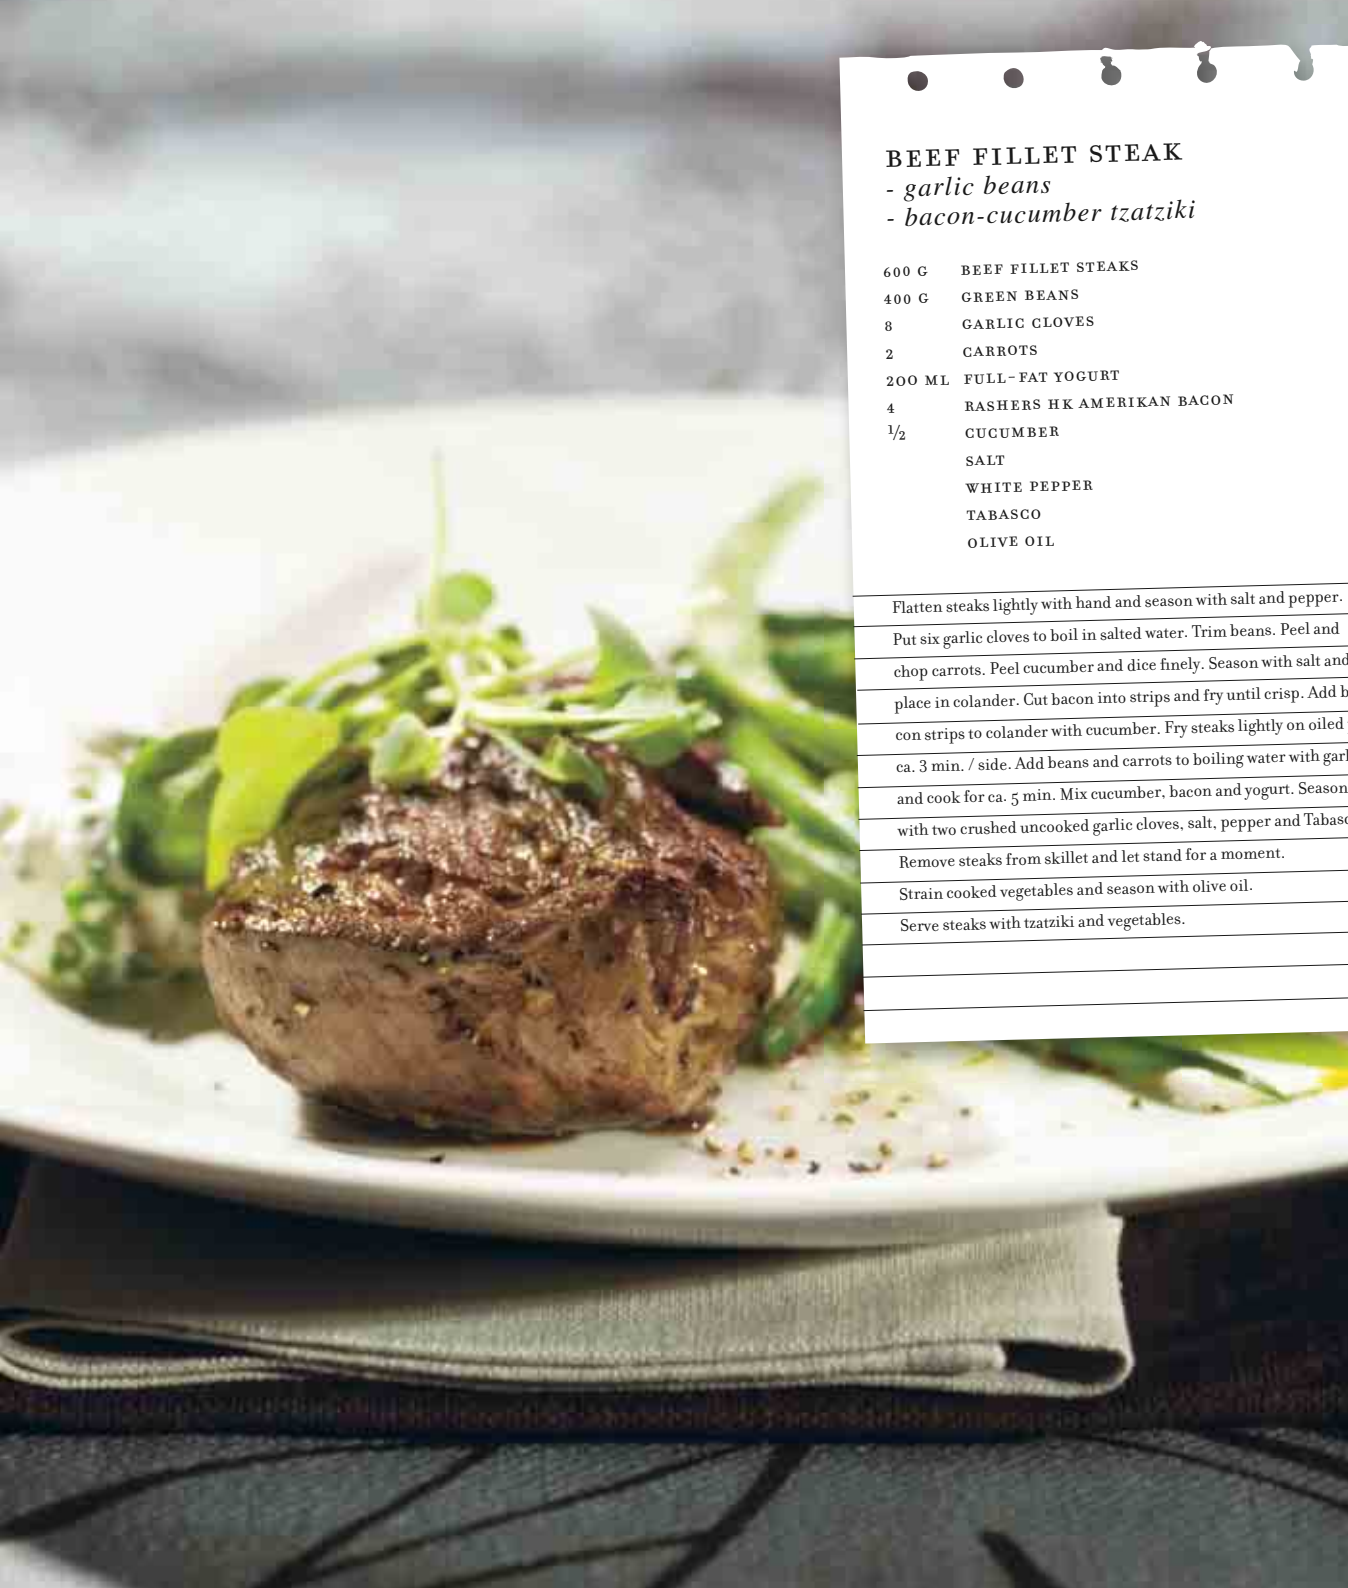 BEEF FILLET STEAK
- garlic beans
- bacon-cucumber tzatziki
600 G BEEF FILLET STEAKS
400 G GREEN BEANS
8 GARLIC CLOVES
2 CARROTS
200 ML FULL-FAT YOGURT
4 RASHERS HK AMERIKAN BACON
½ CUCUMBER
SALT
WHITE PEPPER
TABASCO
OLIVE OIL
Flatten steaks lightly with hand and season with salt and pepper.
Put six garlic cloves to boil in salted water. Trim beans. Peel and
chop carrots. Peel cucumber and dice finely. Season with salt and
place in colander. Cut bacon into strips and fry until crisp. Add
con strips to colander with cucumber. Fry steaks lightly on oiled
ca. 3 min. / side. Add beans and carrots to boiling water with
and cook for ca. 5 min. Mix cucumber, bacon and yogurt. Season
with two crushed uncooked garlic cloves, salt, pepper and
Remove steaks from skillet and let stand for a moment.
Strain cooked vegetables and season with olive oil.
Serve steaks with tzatziki and vegetables.